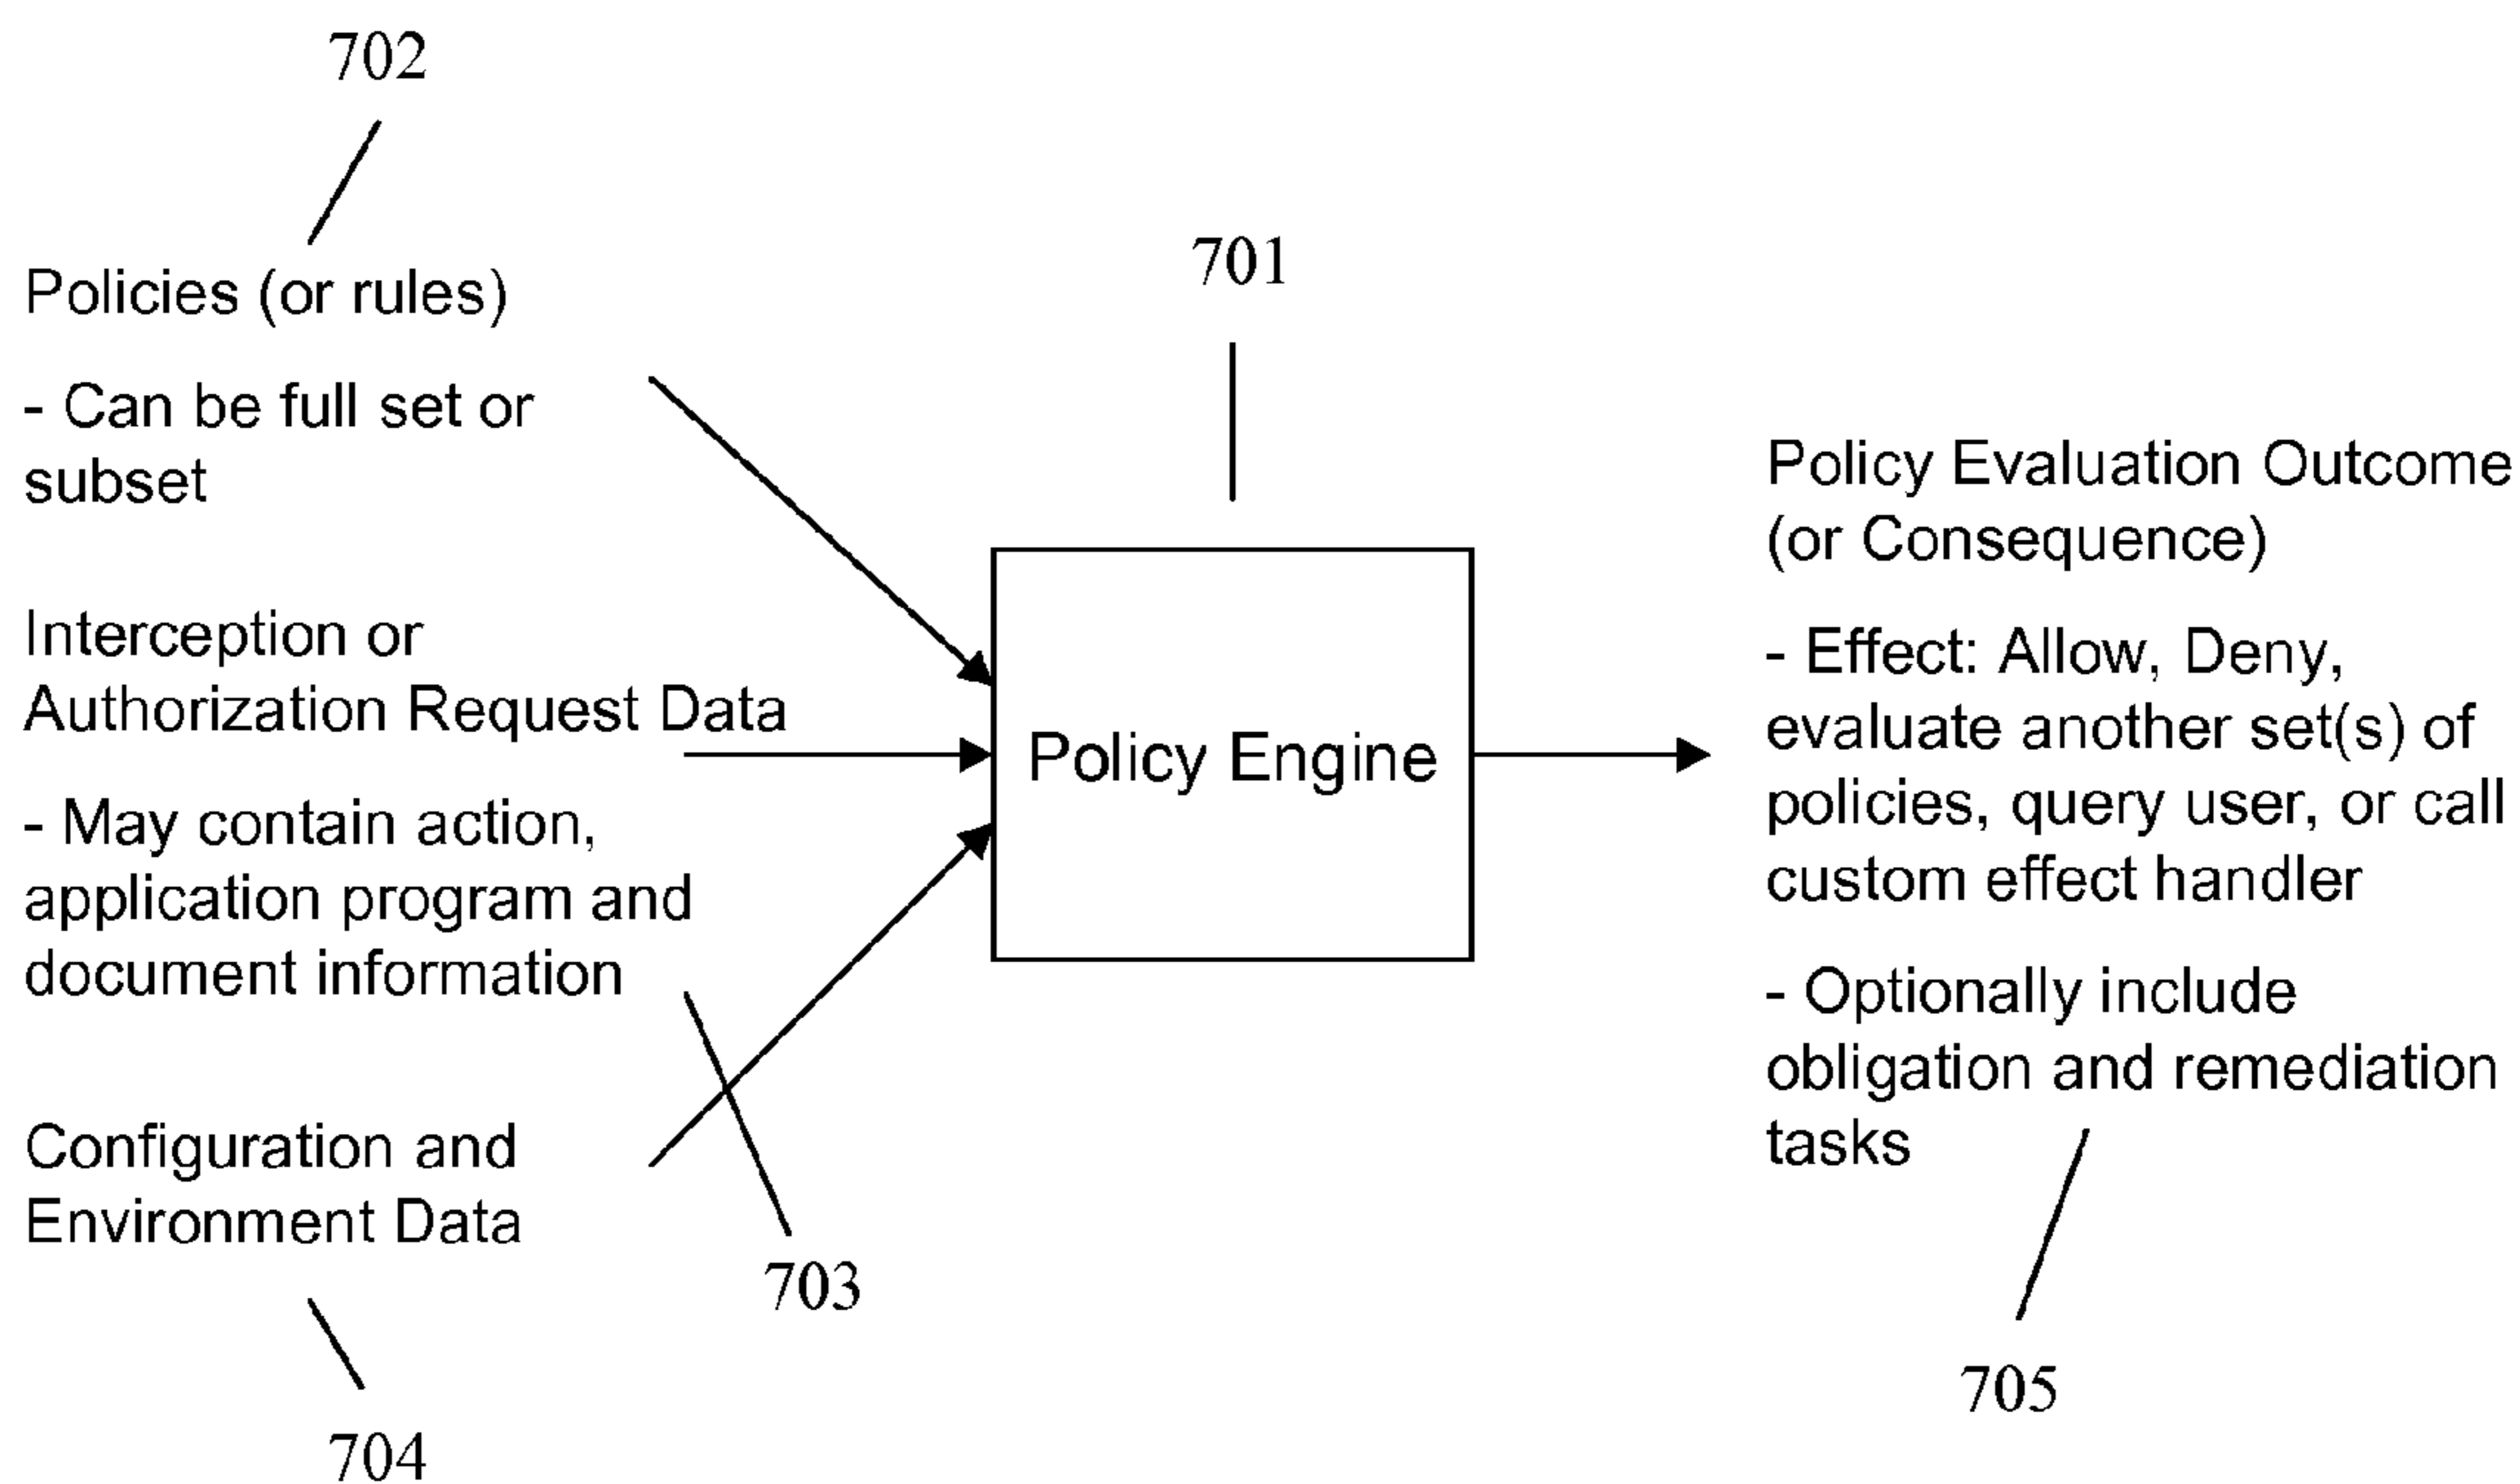 702
Policies (or rules)
- Can be full set or
subset
Interception or
Authorization Request Data
- May contain action,
application program and
document information
Configuration and
Environment Data
703
704
701
Policy Engine
Policy Evaluation Outcome
(or Consequence)
- Effect: Allow, Deny,
evaluate another set(s) of
policies, query user, or call
custom effect handler
- Optionally include
obligation and remediation
tasks
705